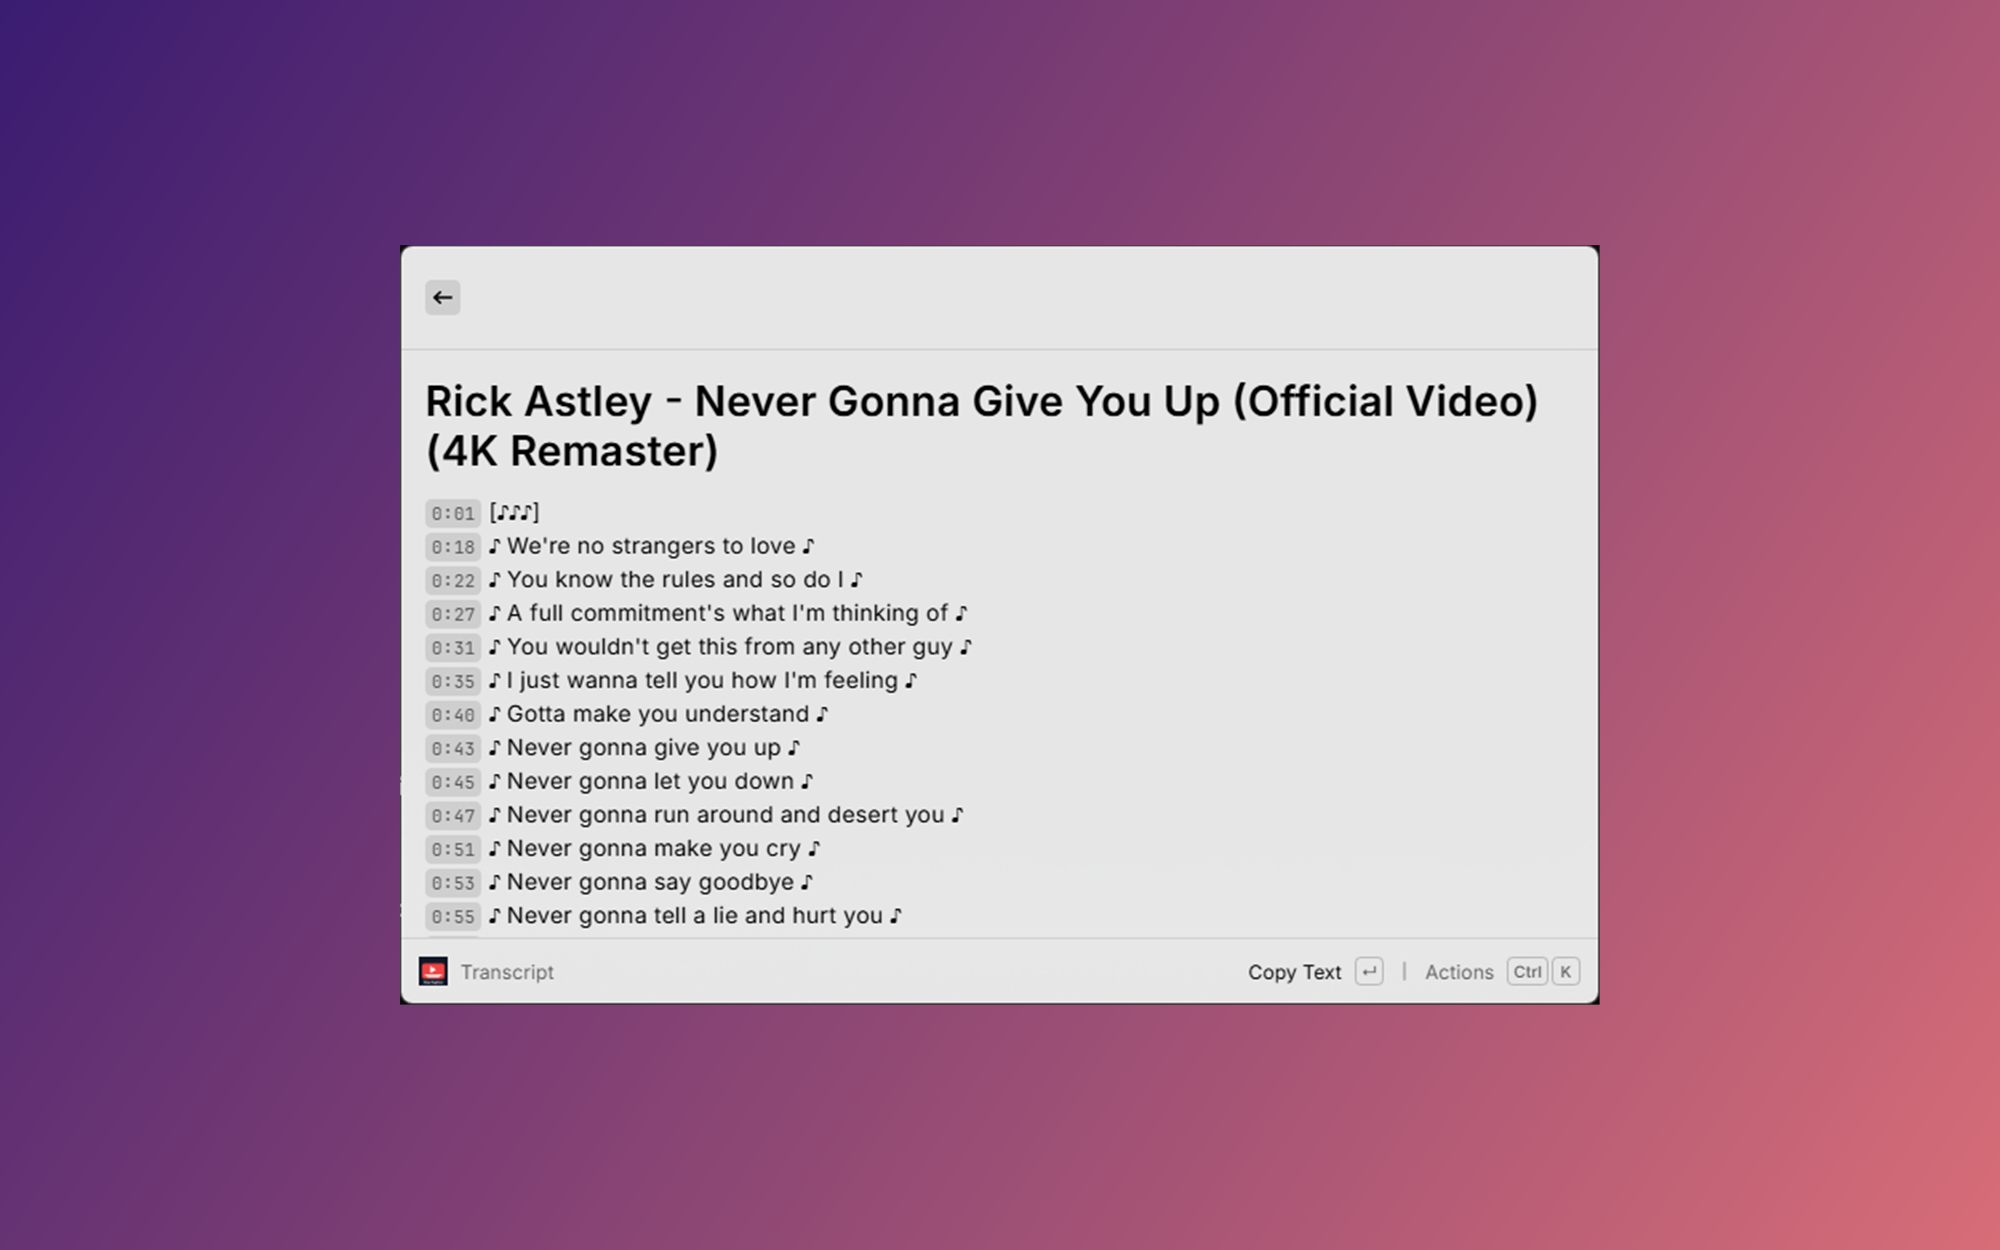 Rick Astley - Never Gonna Give You Up (Official Video)
(4K Remaster)
0:01 [♪♪♪]
0:18 ♪ We're no strangers to love ♪
0:22 ♪ You know the rules and so do I ♪
0:27 ♪ A full commitment's what I'm thinking of ♪
0:31 ♪ You wouldn't get this from any other guy ♪
0:35 ♪ I just wanna tell you how I'm feeling ♪
0:40 ♪ Gotta make you understand ♪
0:43 ♪ Never gonna give you up ♪
0:45 ♪ Never gonna let you down ♪
0:47 ♪ Never gonna run around and desert you ♪
0:51 ♪ Never gonna make you cry ♪
0:53 ♪ Never gonna say goodbye ♪
0:55 ♪ Never gonna tell a lie and hurt you ♪
Transcript Copy Text ↵ | Actions Ctrl K